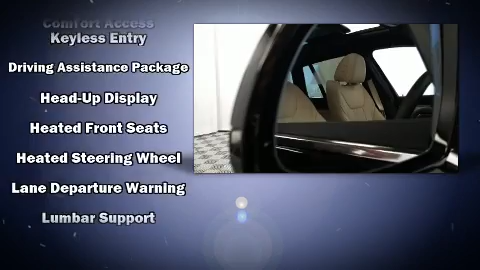 Comfort Access
Keyless Entry
Driving Assistance Package
Head-Up Display
Heated Front Seats
Heated Steering Wheel
Lane Departure Warning
Lumbar Support